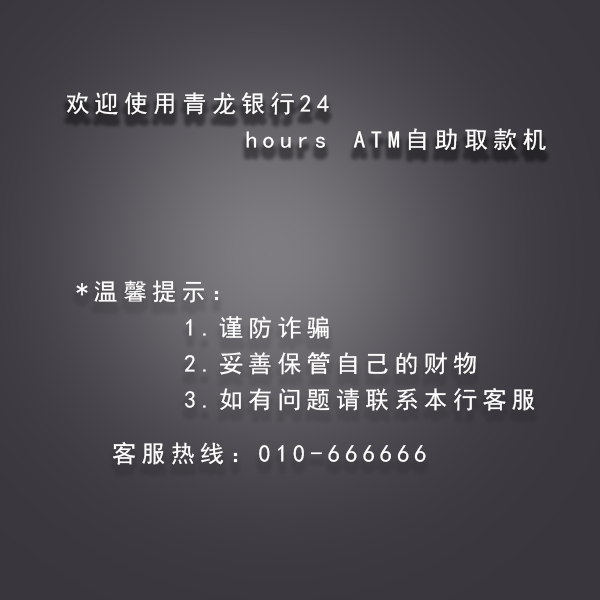 欢迎使用青龙银行24
hours ATM自助取款机
*温馨提示：
1.谨防诈骗
2.妥善保管自己的财物
3.如有问题请联系本行客服
客服热线：010-666666